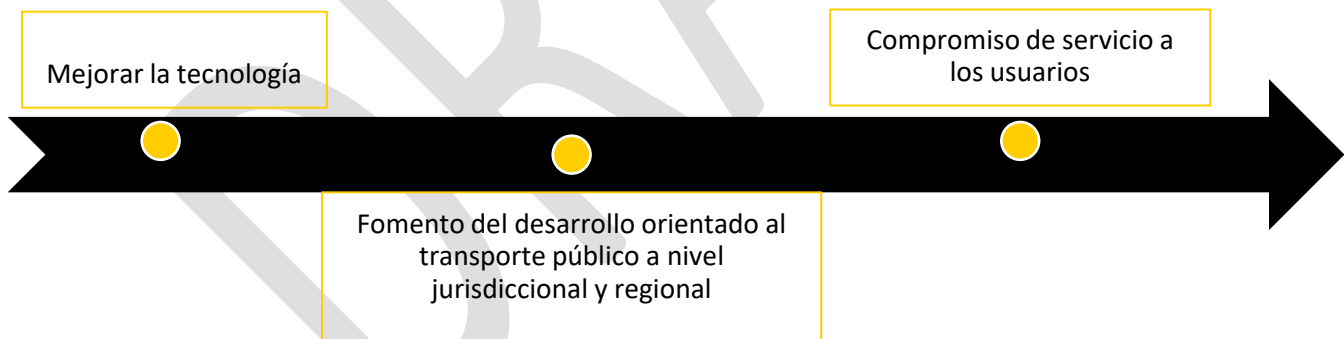 Mejorar la tecnología
Fomento del desarrollo orientado al
transporte público a nivel
jurisdiccional y regional
Compromiso de servicio a
los usuarios